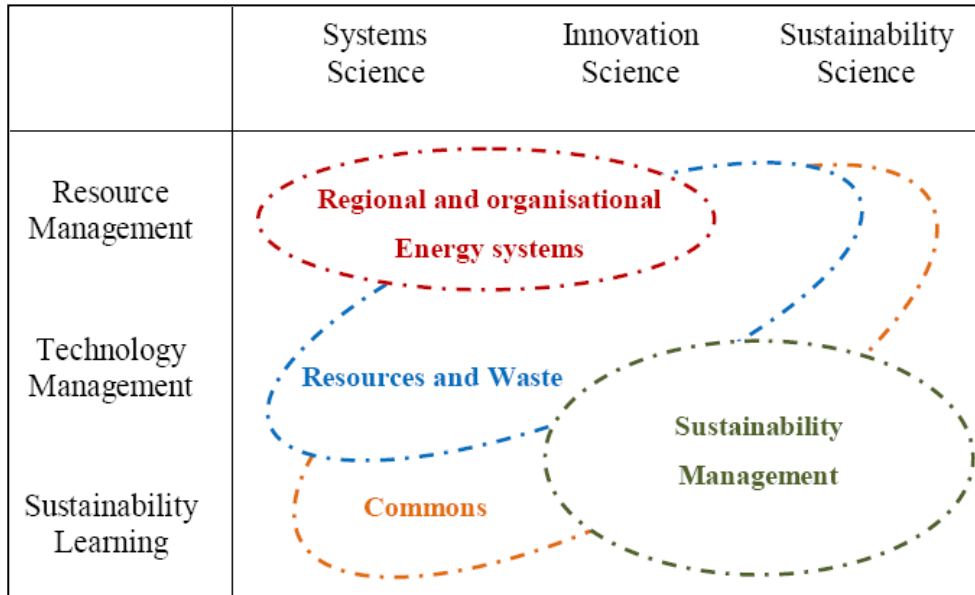 Systems
Science
Innovation
Science
Sustainability
Science
Resource
Management
Regional and organisational
Energy systems
Technology
Management
Resources and Waste
Sustainability
Management
Sustainability
Learning
Commons